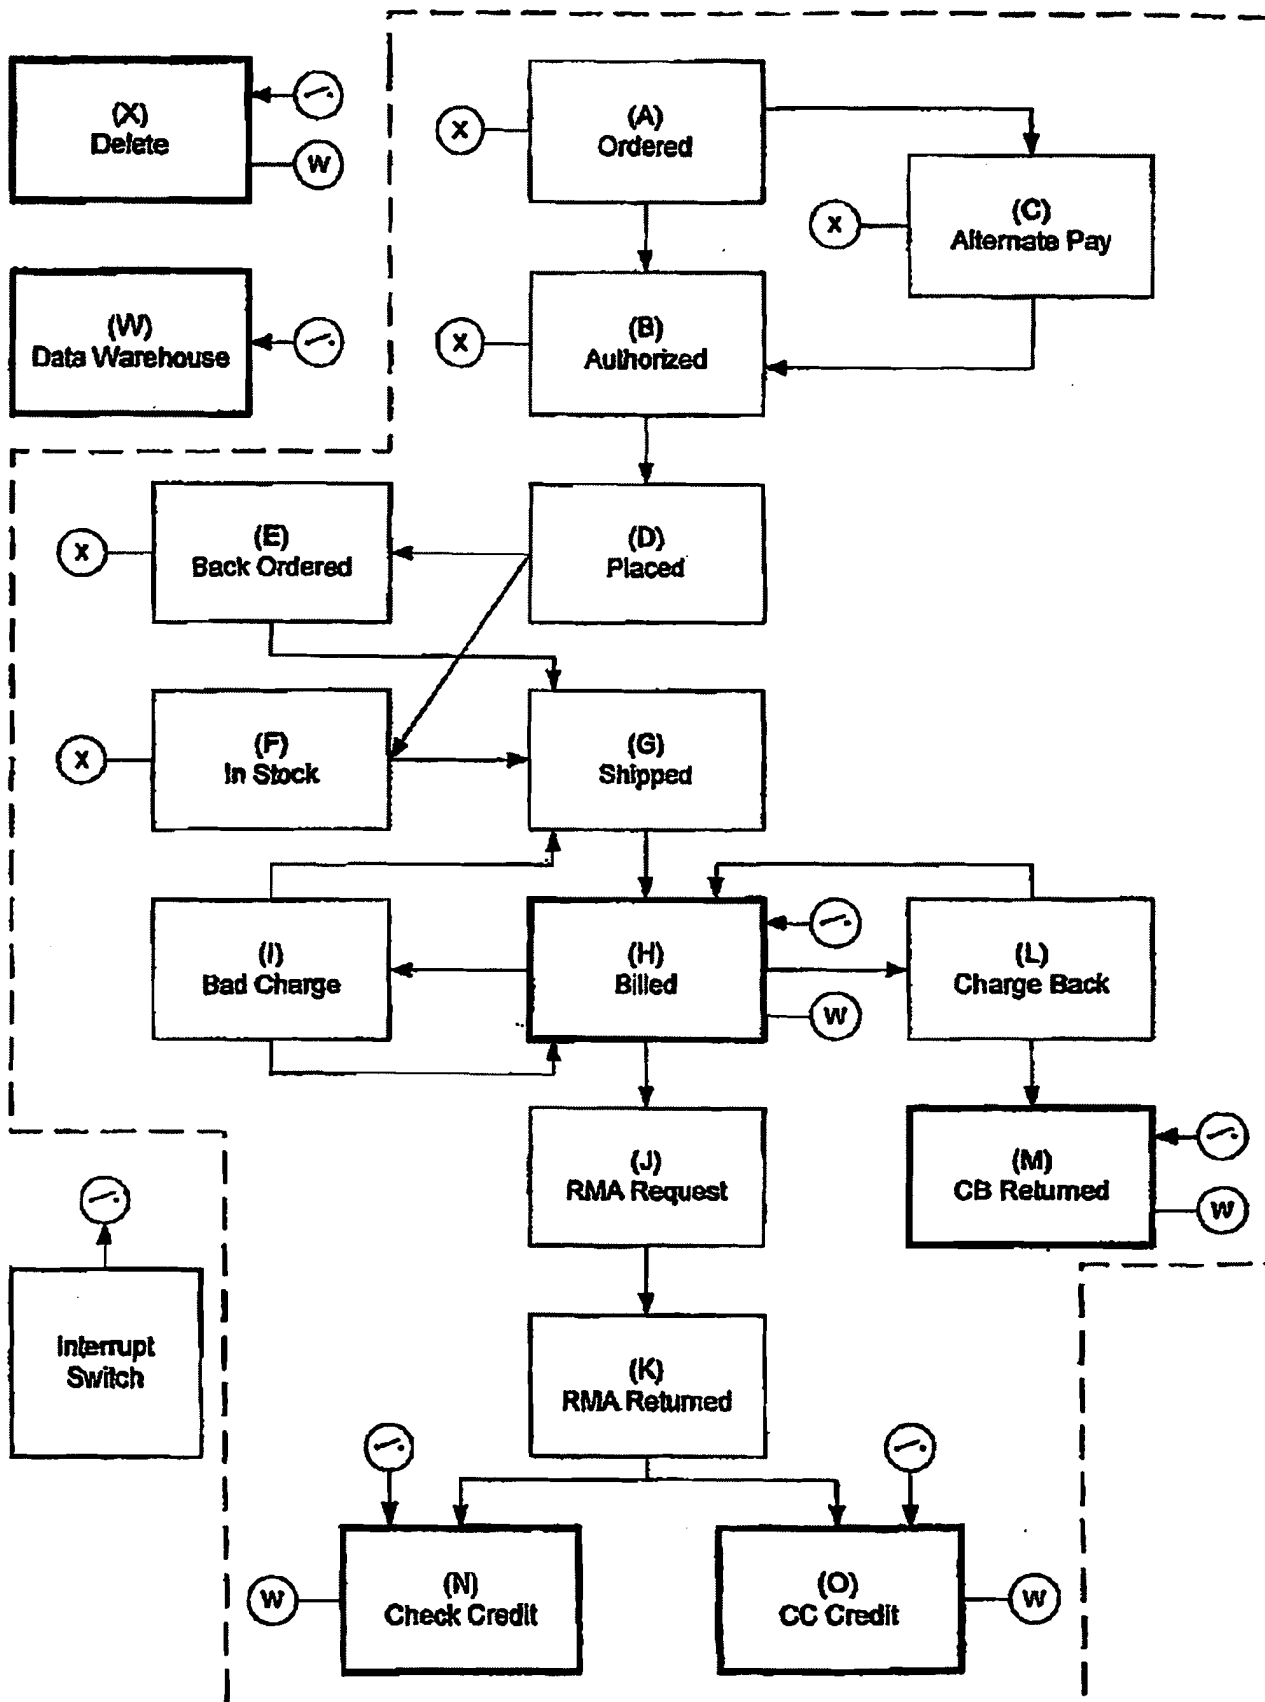 (X)
Delete
W
X
(A)
Ordered
X
(C)
Alternate Pay
(W)
Data Warehouse
X
(B)
Authorized
X
(E)
Back Ordered
(D)
Placed
X
(F)
In Stock
(G)
Shipped
(I)
Bad Charge
(H)
Billed
W
(L)
Charge Back
(J)
RMA Request
(M)
CB Returned
W
Interrupt
Switch
(K)
RMA Returned
W
(N)
Check Credit
(O)
CC Credit
W